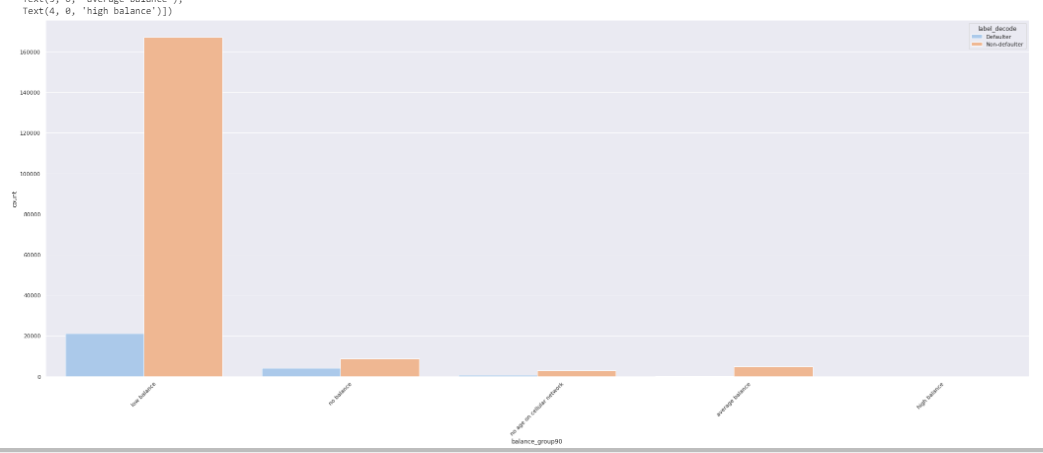 Text(3, 0, 'average balance'),
Text(4, 0, 'high balance')])
label_decode
Defaulter
Non-defaulter
160000
140000
120000
100000
80000
60000
40000
20000
0
count
low balance
no balance
no age on cellular network
average balance
high balance
balance_group90